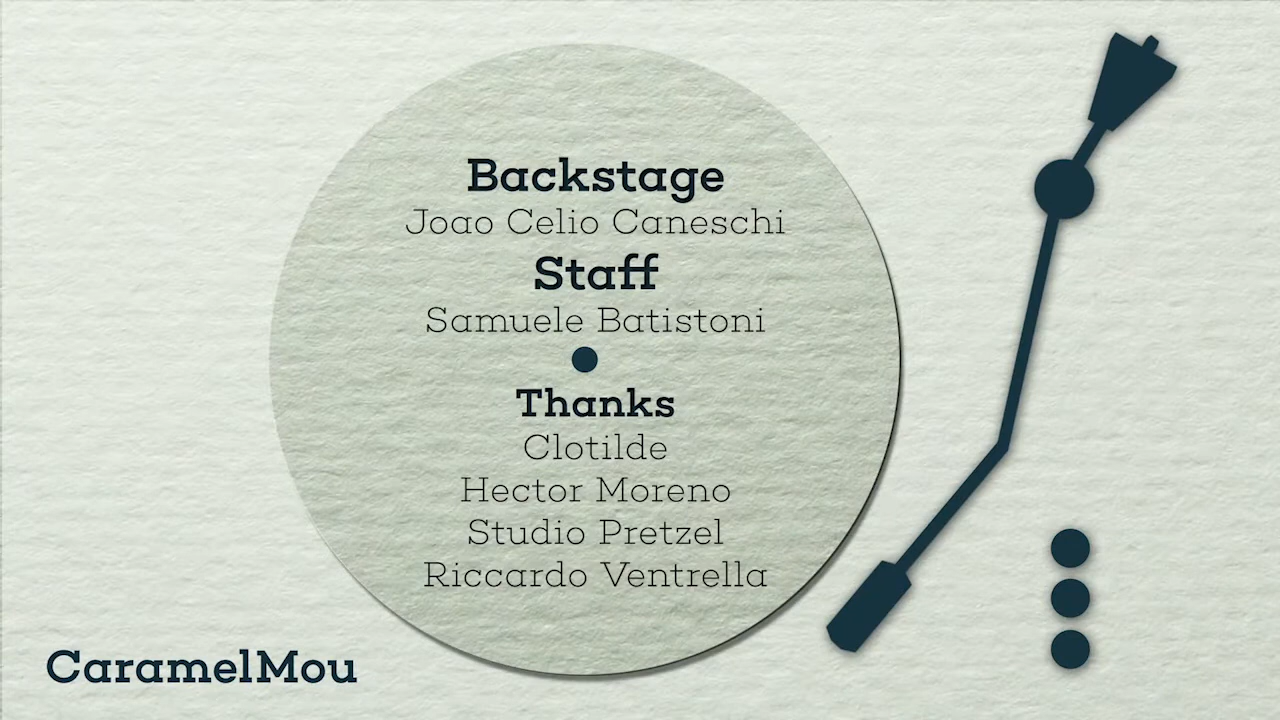 Backstage
Joao Celio Caneschi
Staff
Samuele Batistoni
Thanks
Clotilde
Hector Moreno
Studio Pretzel
Riccardo Ventrella
CaramelMou